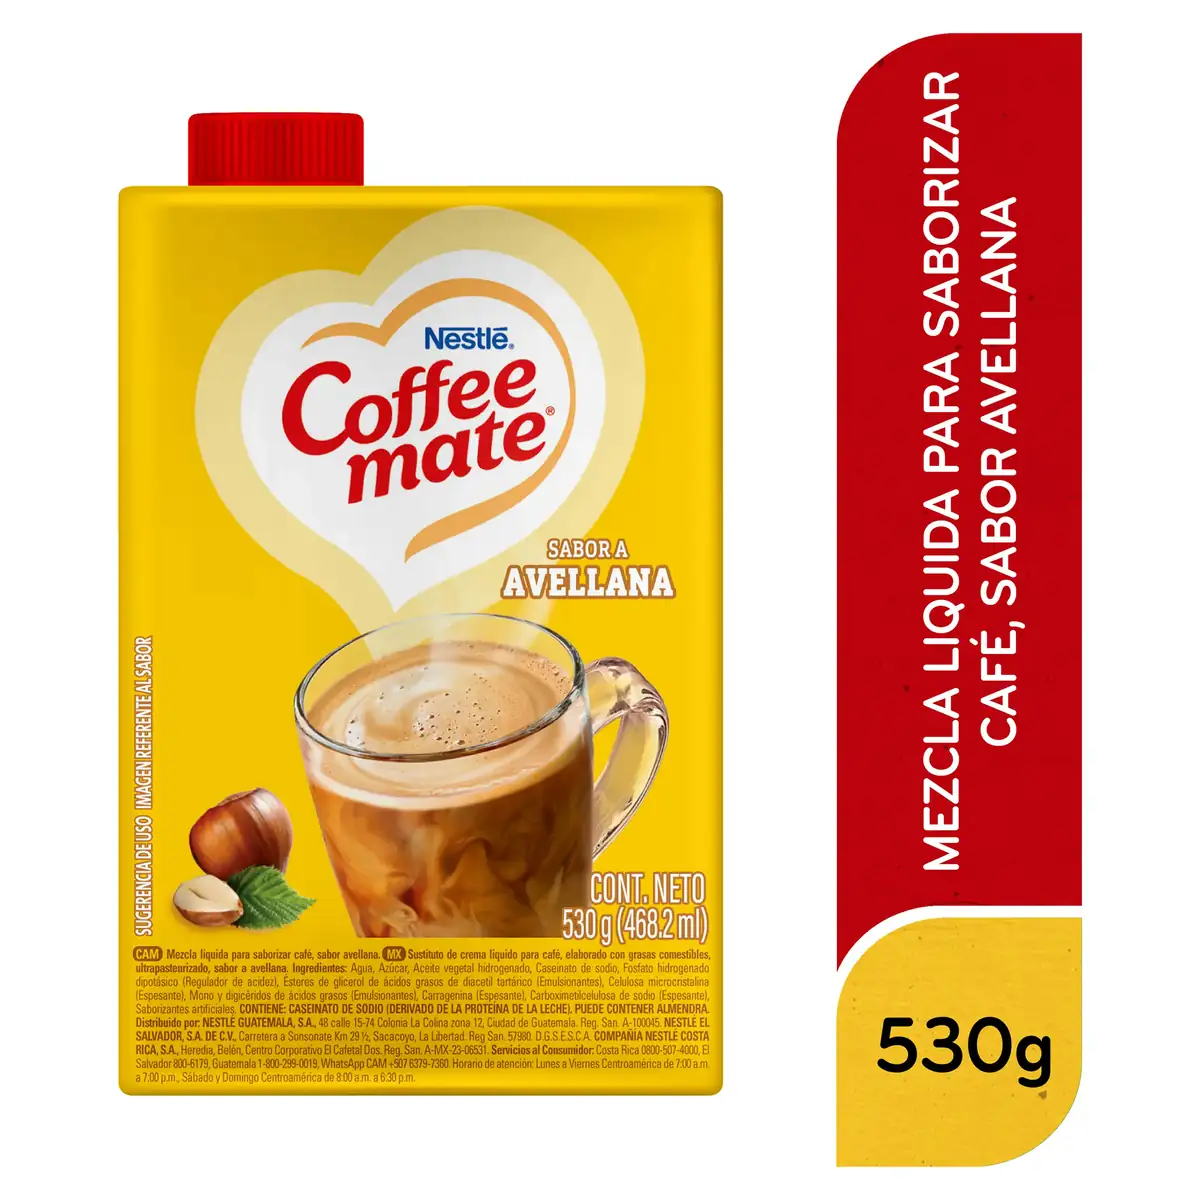 Nestlé®
Coffee
mate®
SABOR A
AVELLANA
SUGERENCIA DE USO IMAGEN REFERENTE AL SABOR
CONT. NETO
530 g (468.2 ml)
CAM Mezcla líquida para saborizar café, sabor avellana. MX Sustituto de crema líquido para café, elaborado con grasas comestibles,
ultrapasteurizado, sabor a avellana. Ingredientes: Agua, Azúcar, Aceite vegetal hidrogenado, Caseinato de sodio, Fosfato hidrogenado
dipotásico (Regulador de acidez), Ésteres de glicerol de ácidos grasos de diacetil tartárico (Emulsionantes), Celulosa microcristalina
(Espesante), Mono y digicéridos de ácidos grasos (Emulsionantes), Carragenina (Espesante), Carboximetilcelulosa de sodio (Espesante),
Saborizantes artificiales. CONTIENE: CASEINATO DE SODIO (DERIVADO DE LA PROTEÍNA DE LA LECHE). PUEDE CONTENER ALMENDRA.
Distribuido por: NESTLÉ GUATEMALA, S.A., 48 calle 15-74 Colonia La Colina zona 12, Ciudad de Guatemala. Reg. San. A-100045. NESTLÉ EL
SALVADOR, S.A. DE C.V., Carretera a Sonsonate Km 29 ½, Sacacoyo, La Libertad. Reg San. 57980. D.G.S.E.S.C.A. COMPAÑÍA NESTLÉ COSTA
RICA, S.A., Heredia, Belén, Centro Corporativo El Cafetal Dos. Reg. San. A-MX-23-06531. Servicios al Consumidor: Costa Rica 0800-507-4000, El
Salvador 800-6179, Guatemala 1-800-299-0019, WhatsApp CAM +507 6379-7360. Horario de atención: Lunes a Viernes Centroamérica de 7:00 a.m.
a 7:00 p.m., Sábado y Domingo Centroamérica de 8:00 a.m. a 6:30 p.m.
MEZCLA LIQUIDA PARA SABORIZAR
CAFÉ, SABOR AVELLANA
530g